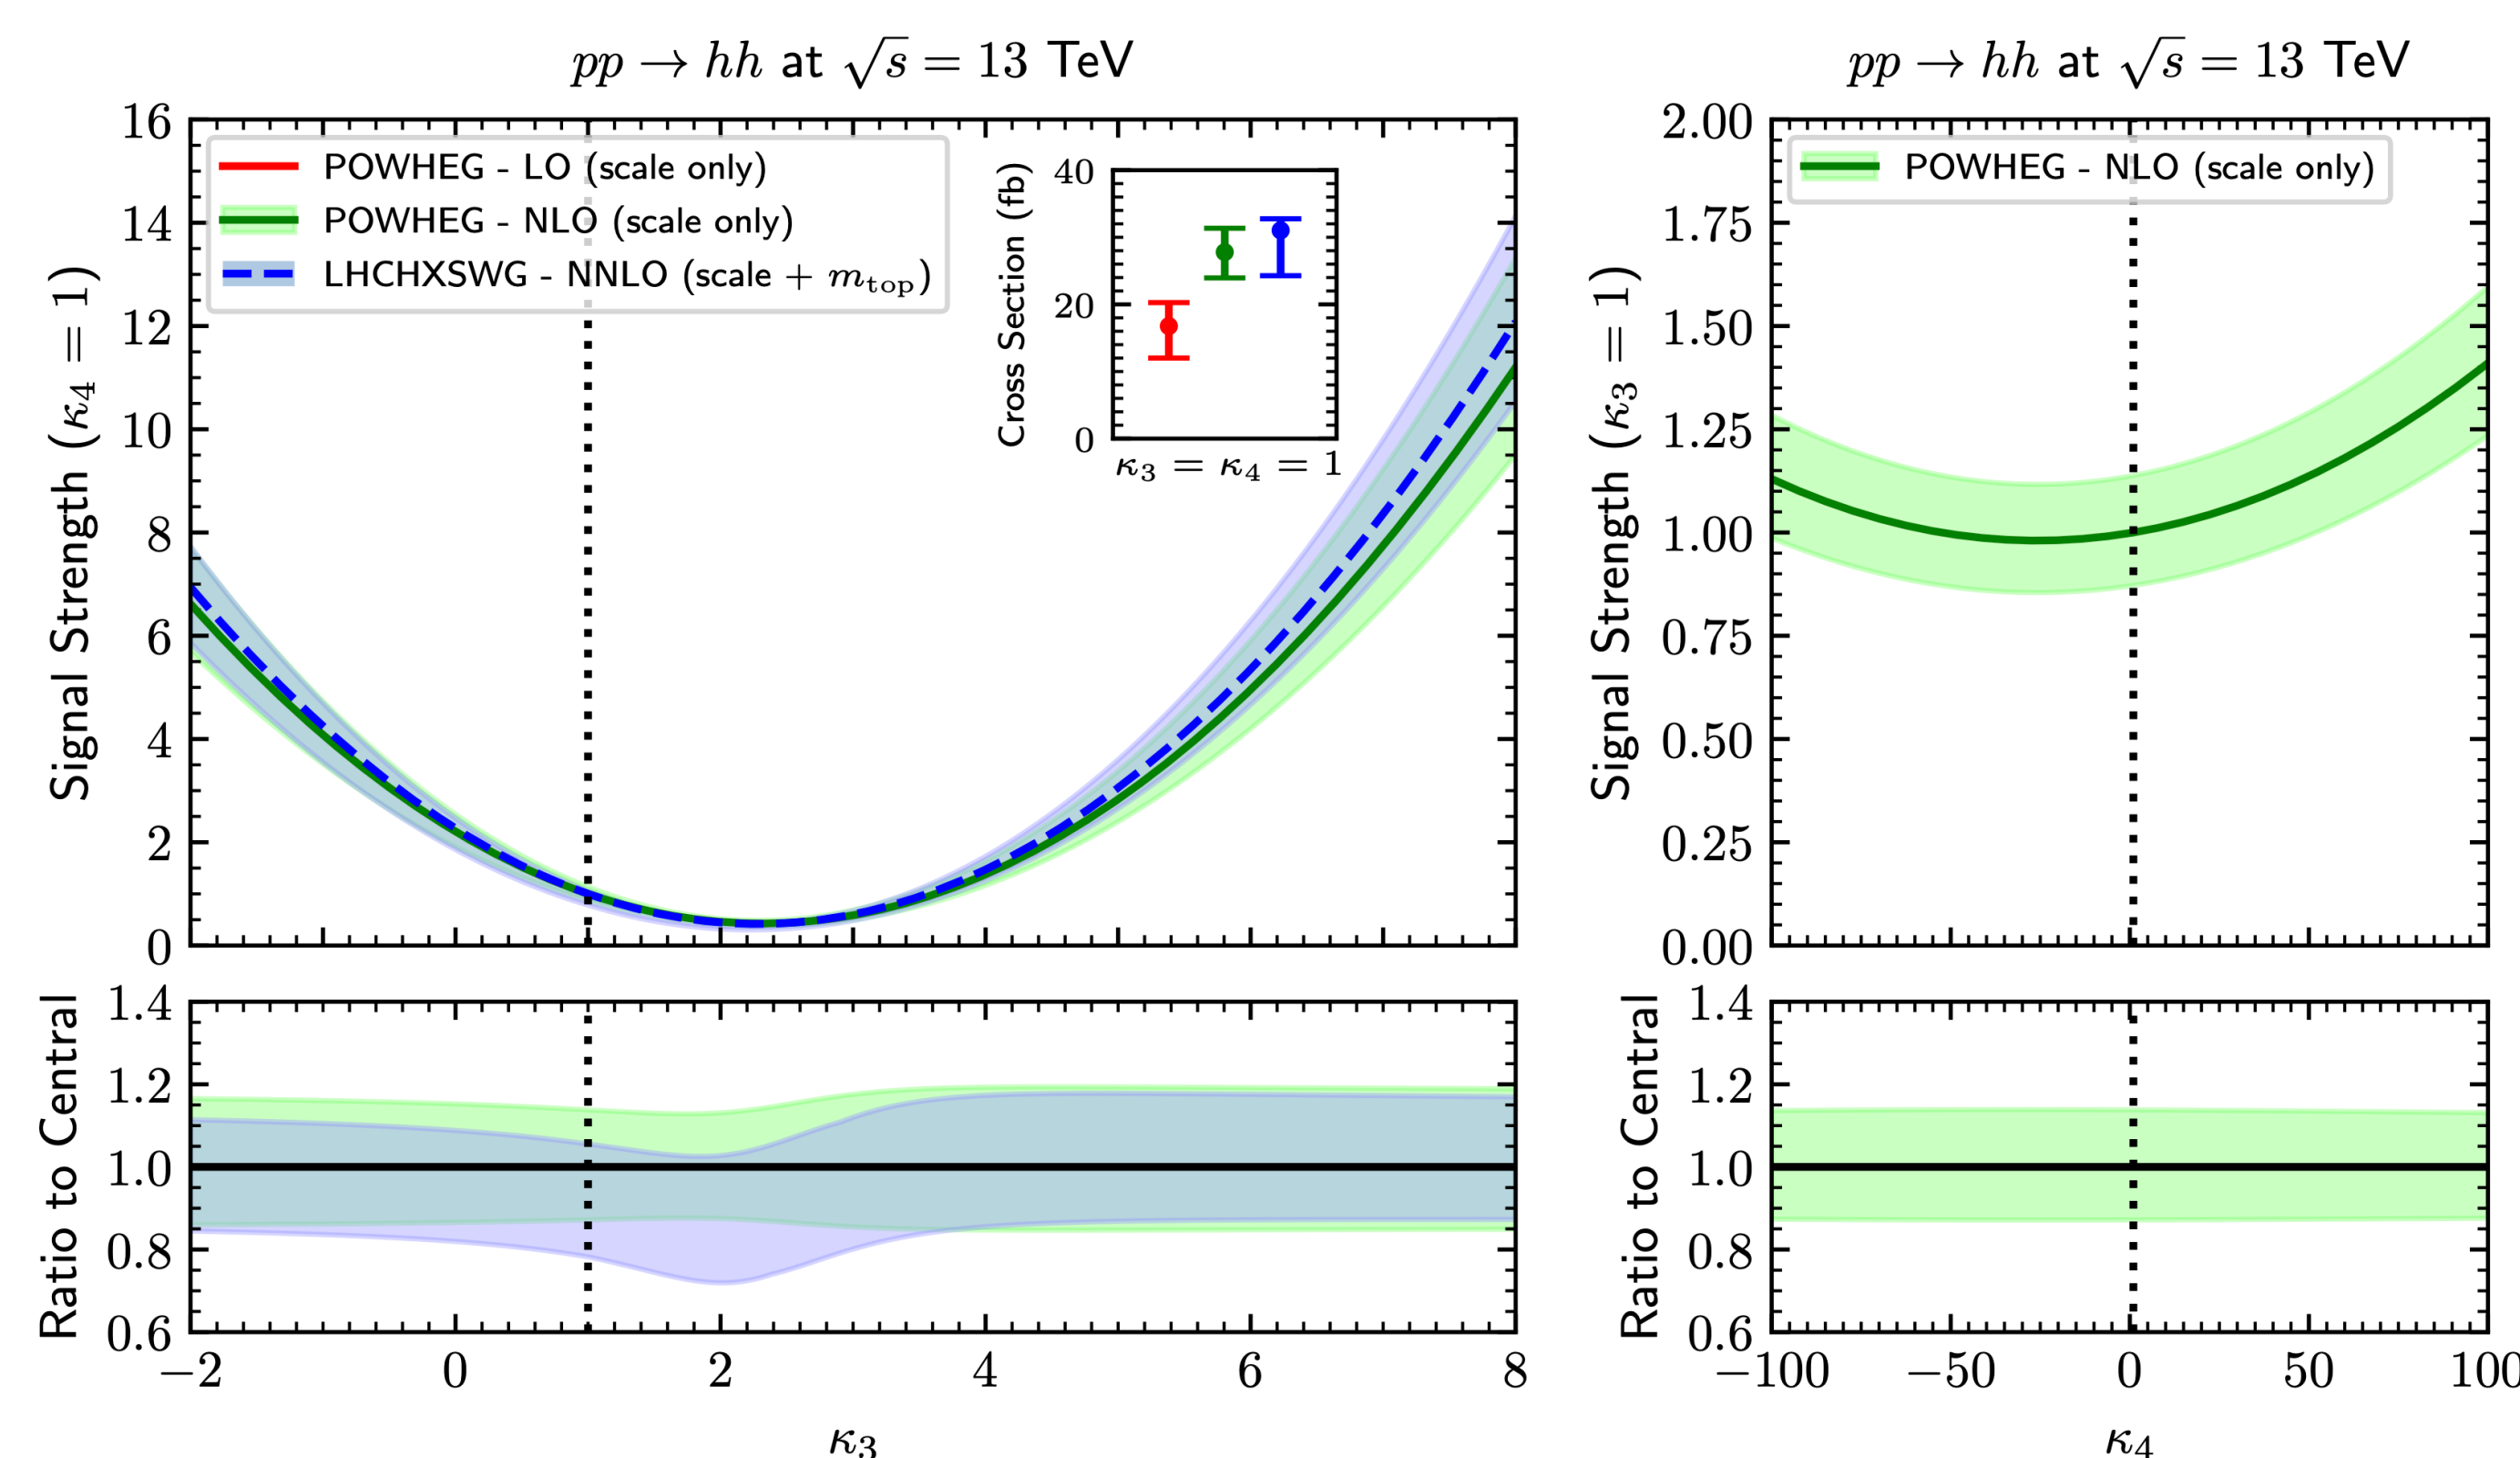 pp → hh at √s = 13 TeV
Signal Strength (κ₄ = 1)
16
14
12
10
8
6
4
2
0
POWHEG - LO (scale only)
POWHEG - NLO (scale only)
LHCHXSWG - NNLO (scale + m_top)
Cross Section (fb)
40
20
0
κ₃ = κ₄ = 1
Ratio to Central
1.4
1.2
1.0
0.8
0.6
−2 0 2 4 6 8
κ₃
pp → hh at √s = 13 TeV
Signal Strength (κ₃ = 1)
2.00
1.75
1.50
1.25
1.00
0.75
0.50
0.25
0.00
POWHEG - NLO (scale only)
Ratio to Central
1.4
1.2
1.0
0.8
0.6
−100 −50 0 50 100
κ₄